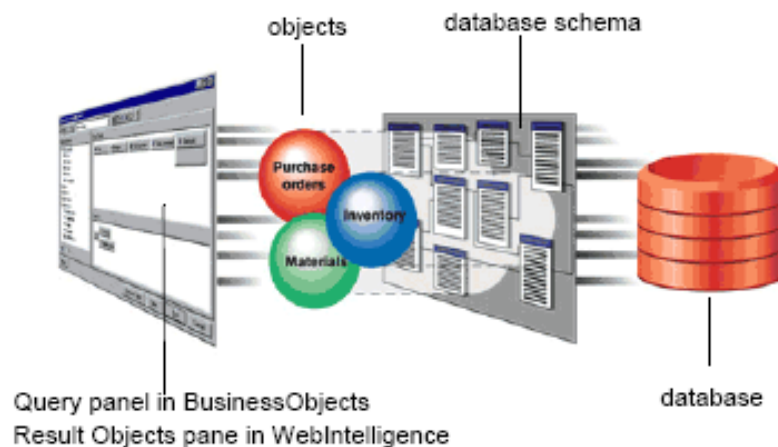 objects
database schema
Purchase
orders
Inventory
Materials
Query panel in BusinessObjects
Result Objects pane in WebIntelligence
database